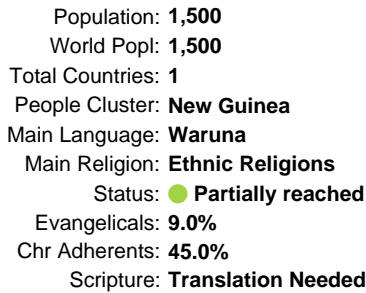 Population: 1,500
World Popl: 1,500
Total Countries: 1
People Cluster: New Guinea
Main Language: Waruna
Main Religion: Ethnic Religions
Status: Partially reached
Evangelicals: 9.0%
Chr Adherents: 45.0%
Scripture: Translation Needed